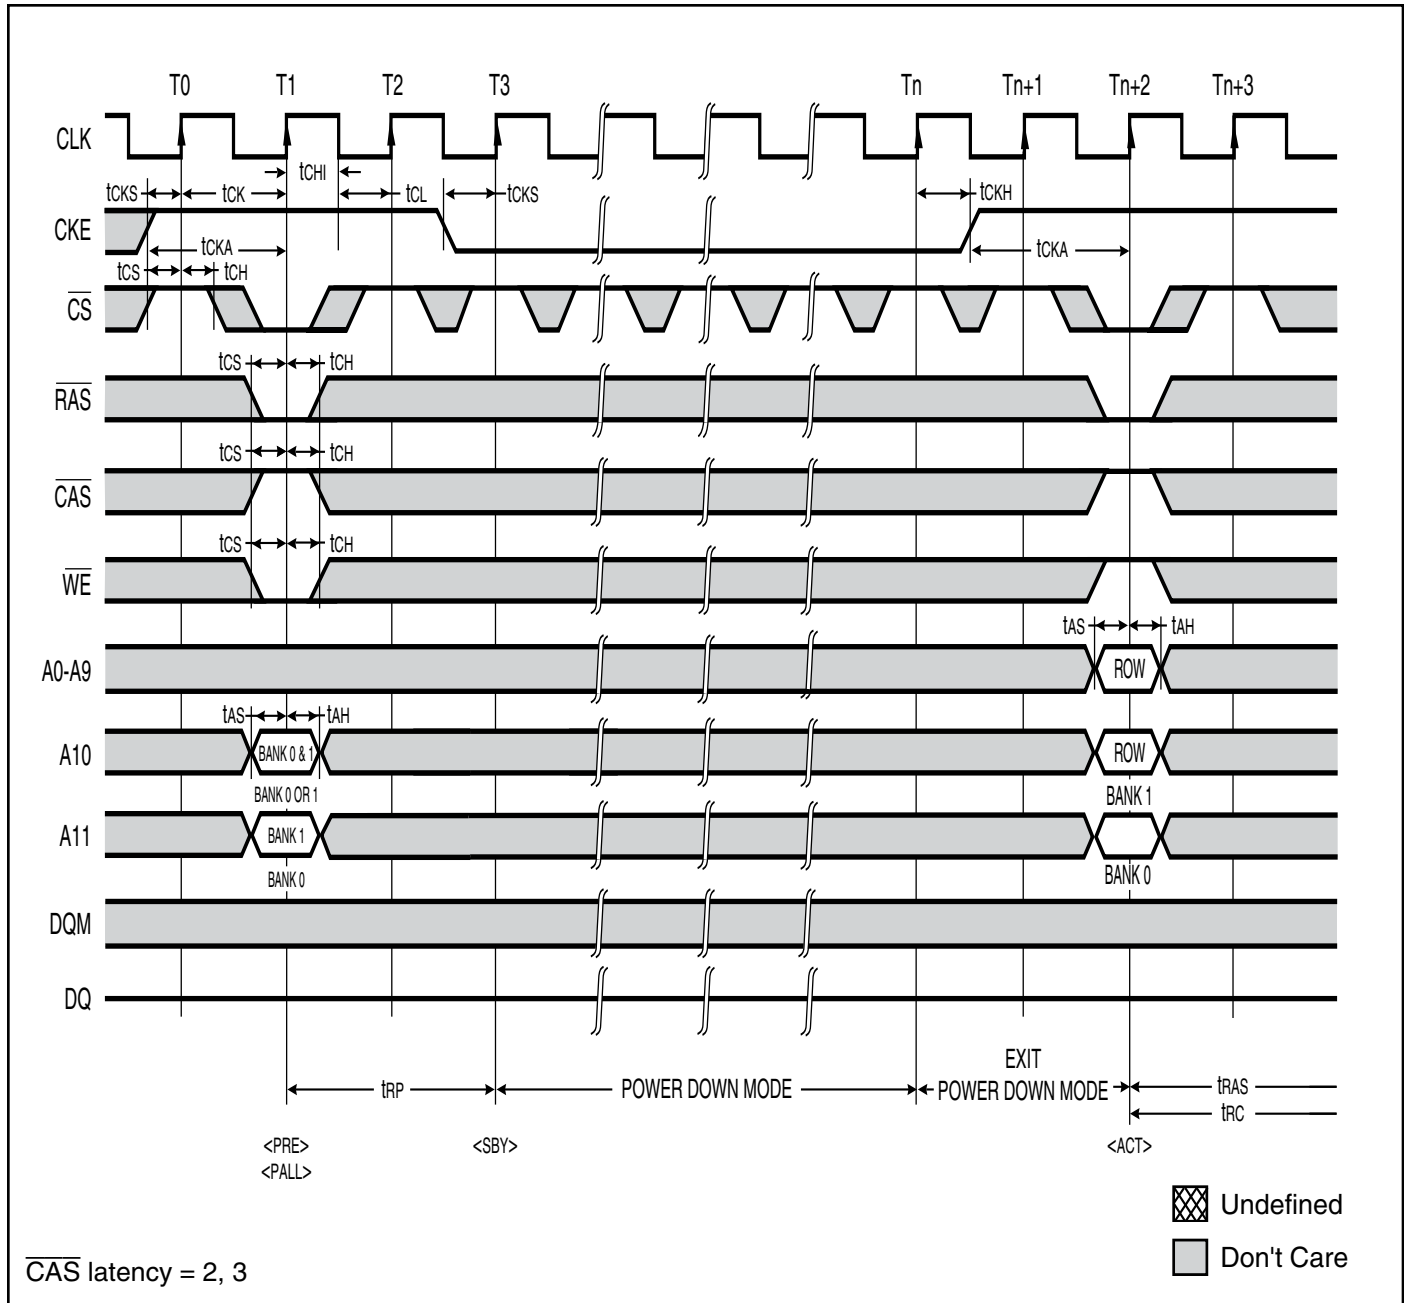 T0 T1 T2 T3 Tn Tn+1 Tn+2 Tn+3
CLK
tCHI
tCKS tCK tCL tCKS tCKH
CKE
tCKA tCKA
tCS tCH
CS
tCS tCH
RAS
tCS tCH
CAS
tCS tCH
WE
tAS tAH
A0-A9 ROW
tAS tAH
A10 BANK 0 & 1 ROW
BANK 0 OR 1 BANK 1
A11 BANK 1
BANK 0 BANK 0
DQM
DQ
EXIT
tRP POWER DOWN MODE POWER DOWN MODE tRAS
tRC
<PRE> <SBY> <ACT>
<PALL>
Undefined
Don't Care
CAS latency = 2, 3